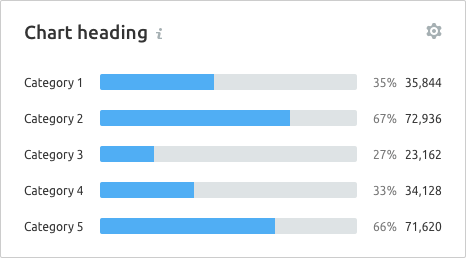 Chart heading i
Category 1 35% 35,844
Category 2 67% 72,936
Category 3 27% 23,162
Category 4 33% 34,128
Category 5 66% 71,620